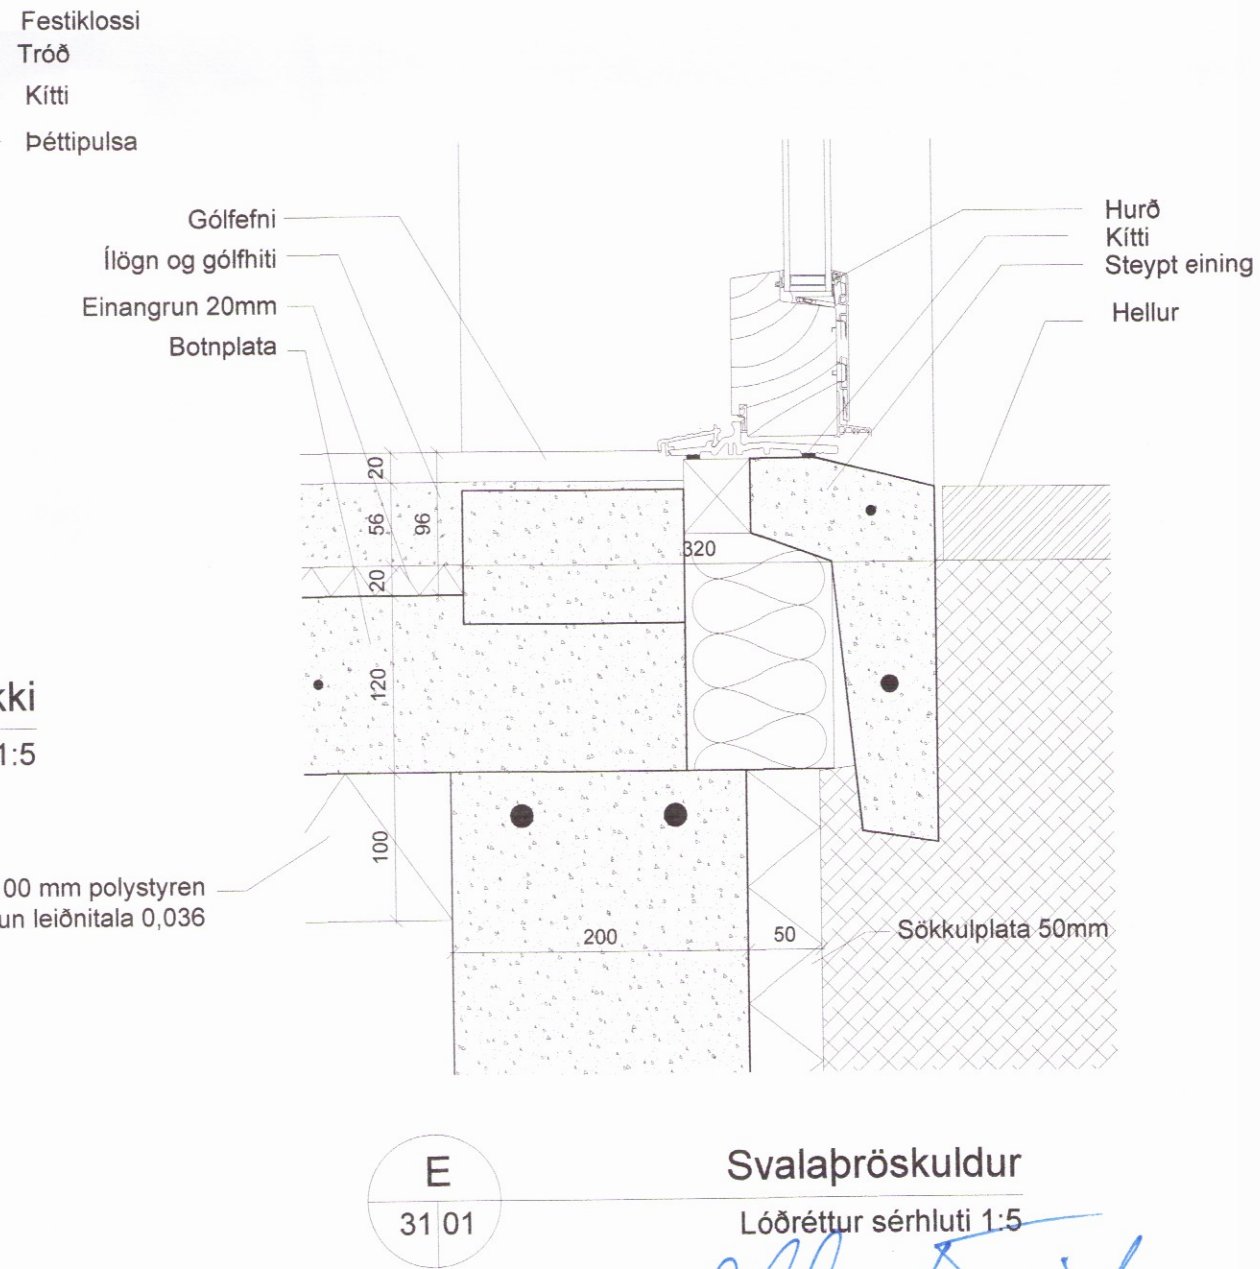 Festiklossi
Tróð
Kítti
Þéttipulsa
Gólfefni
Ílögn og gólfhiti
Einangrun 20mm
Botnplata
Hurð
Kítti
Steypt eining
Hellur
20
56
96
20
320
120
100
kki
1:5
00 mm polystyren
un leiðnitala 0,036
200
50
Sökkulplata 50mm
E
31 01
Svalaþröskuldur
Lóðréttur sérhluti 1:5